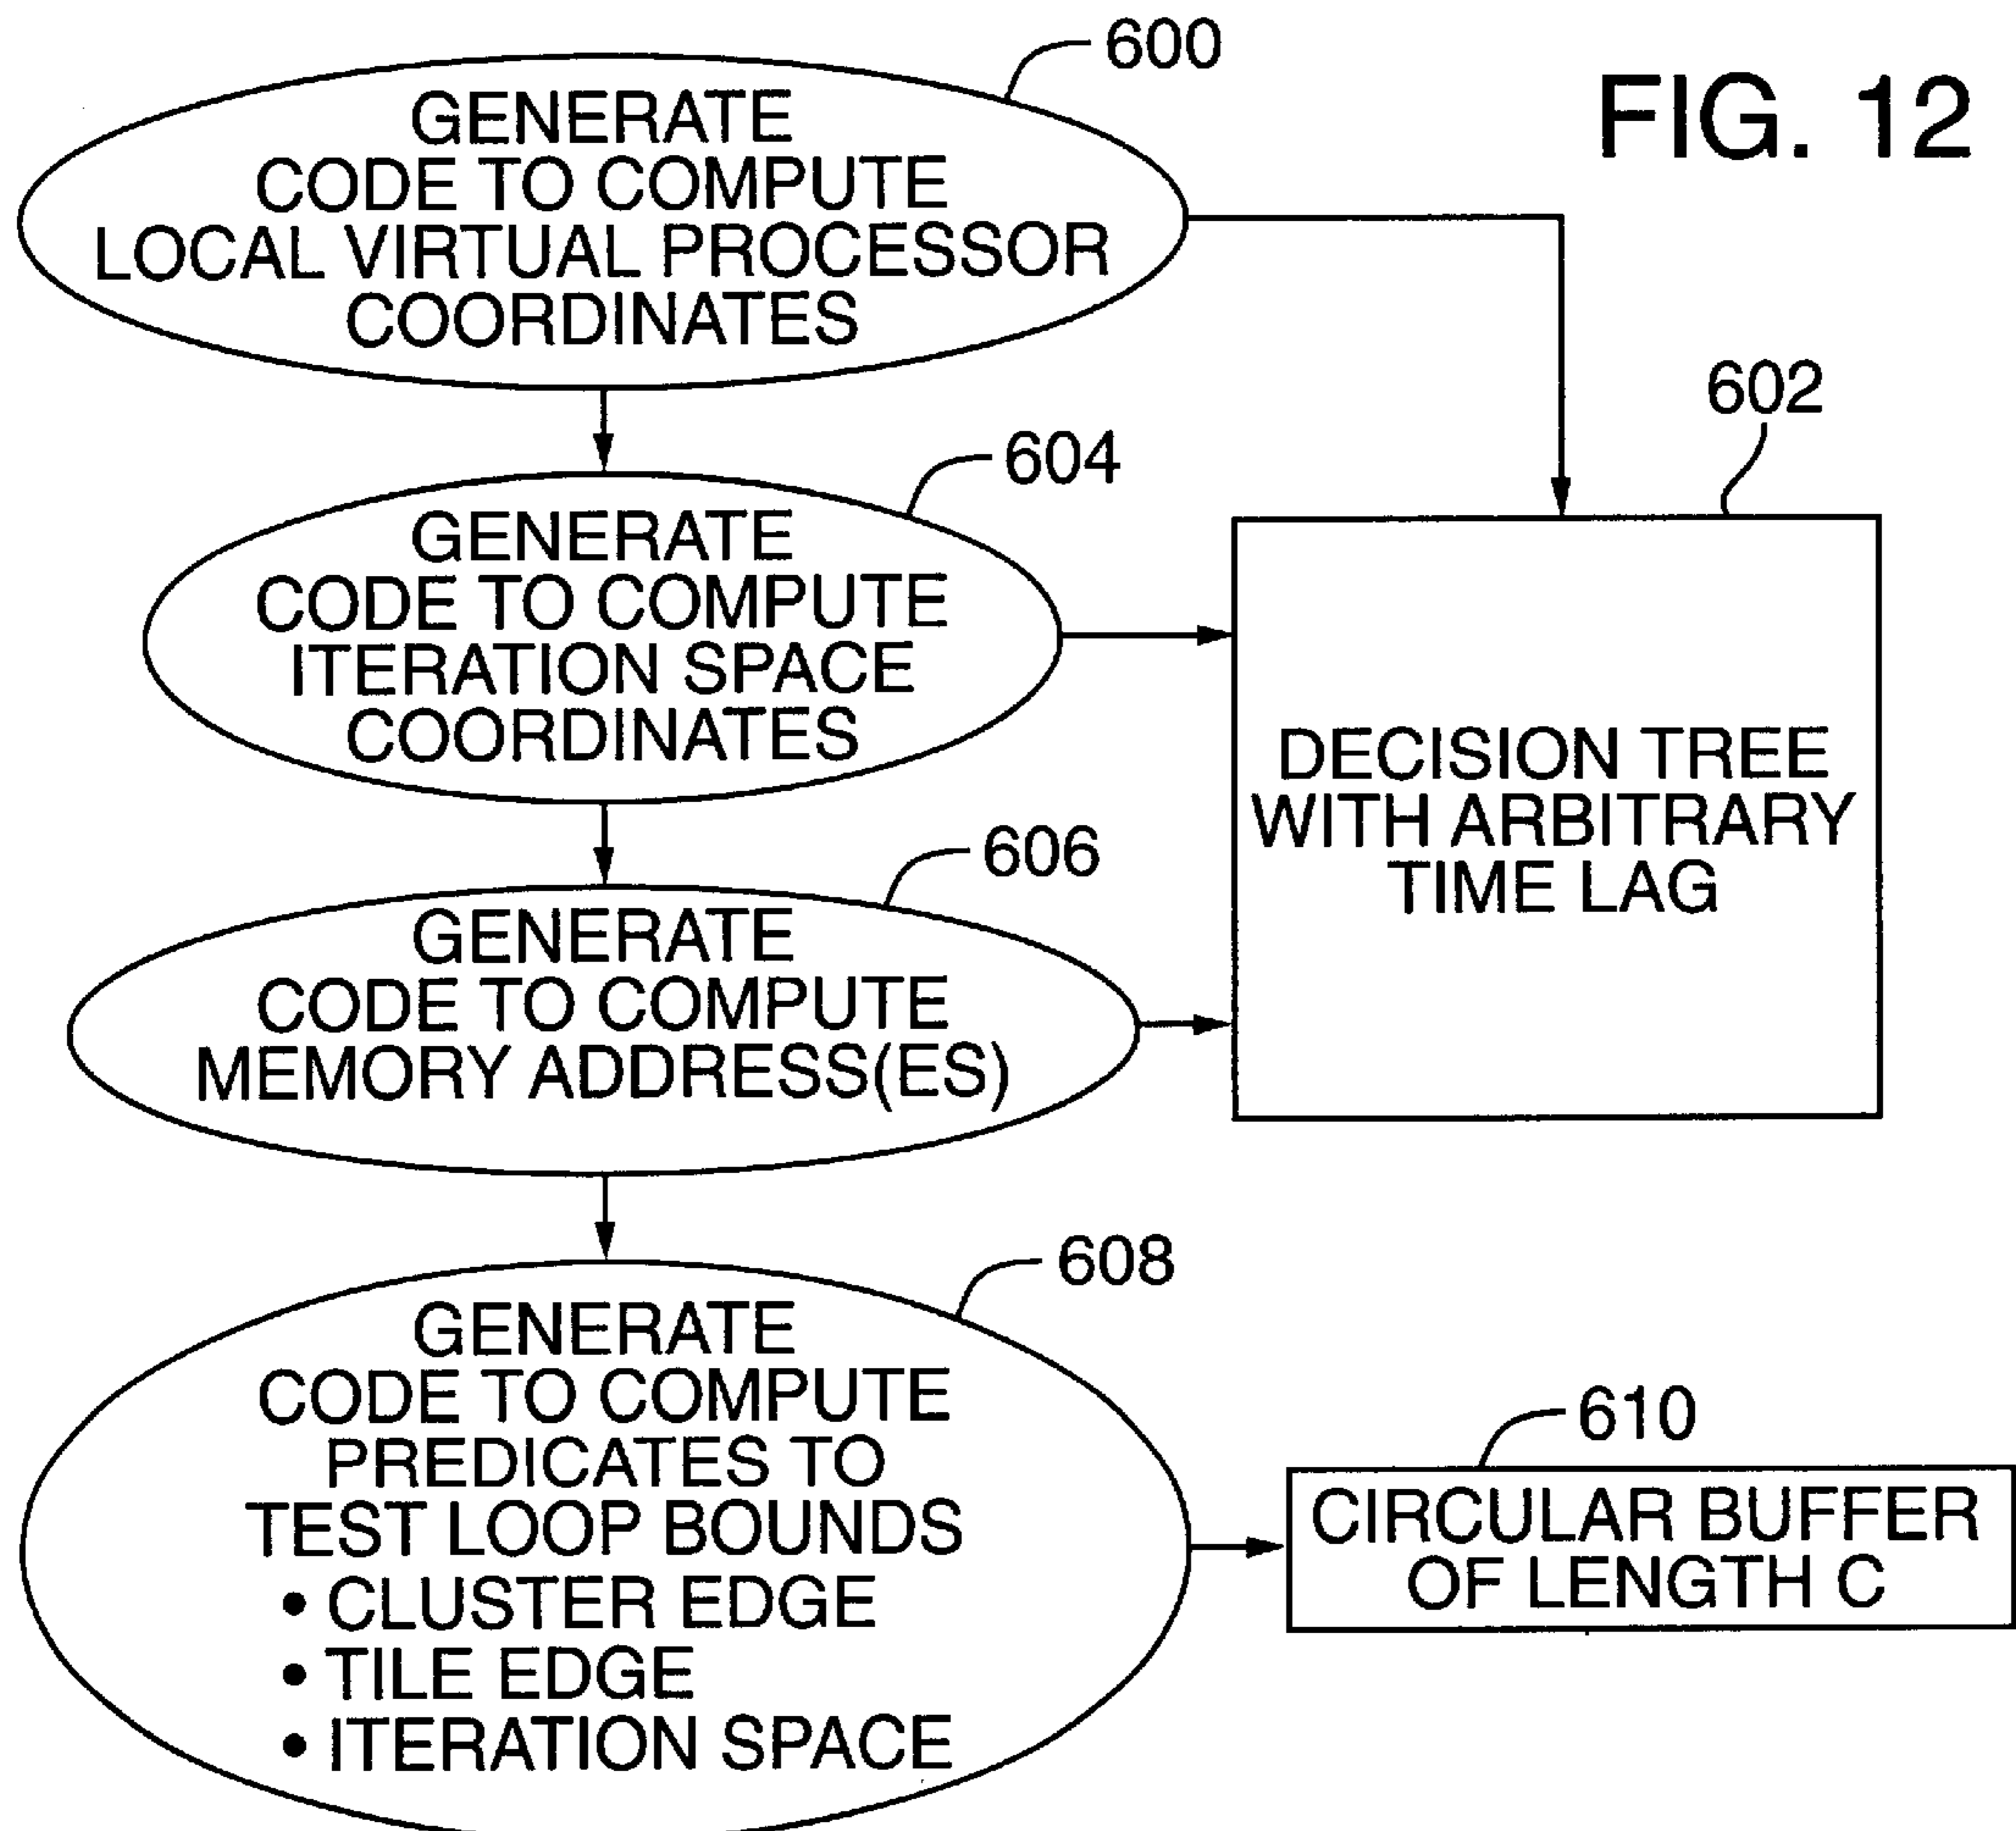 600
FIG. 12
GENERATE
CODE TO COMPUTE
LOCAL VIRTUAL PROCESSOR
COORDINATES
602
604
GENERATE
CODE TO COMPUTE
ITERATION SPACE
COORDINATES
DECISION TREE
WITH ARBITRARY
TIME LAG
606
GENERATE
CODE TO COMPUTE
MEMORY ADDRESS(ES)
608
GENERATE
CODE TO COMPUTE
PREDICATES TO
TEST LOOP BOUNDS
• CLUSTER EDGE
• TILE EDGE
• ITERATION SPACE
610
CIRCULAR BUFFER
OF LENGTH C